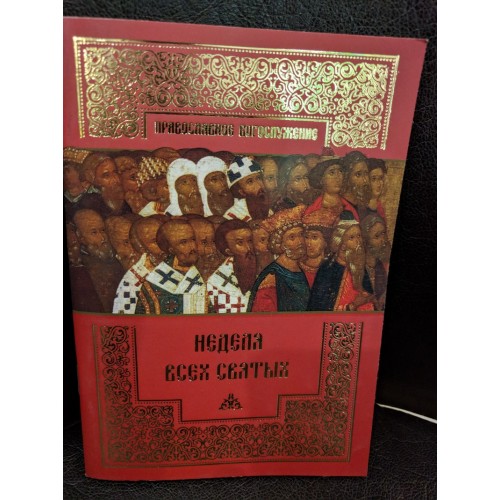 ПРАВОСЛАВНОЕ БОГОСЛУЖЕНИЕ
НЕДЕЛЯ
ВСЕХ СВЯТЫХ